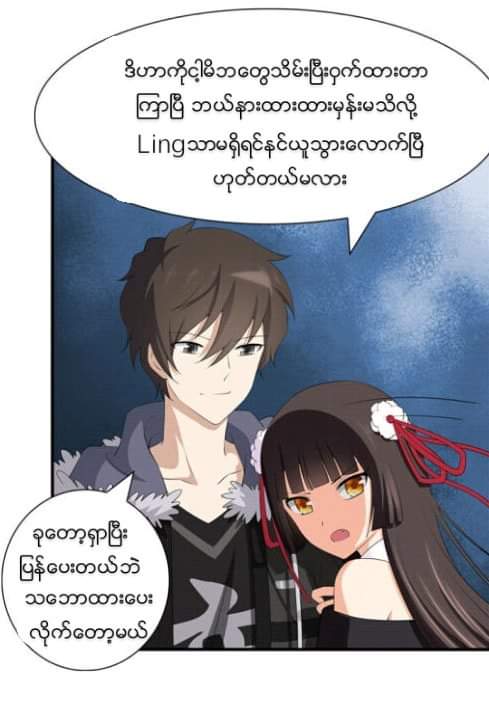 ဒီဟာကိုငါ့မိဘတွေသိမ်းပြီးဝှက်ထားတာ
ကြာပြီ ဘယ်နားထားထားမှန်းမသိလို့
Lingသာမရှိရင်နင်ယူသွားလောက်ပြီ
ဟုတ်တယ်မလား
ခုတော့ရှာပြီး
ပြန်ပေးတယ်ဘဲ
သဘောထားပေး
လိုက်တော့မယ်